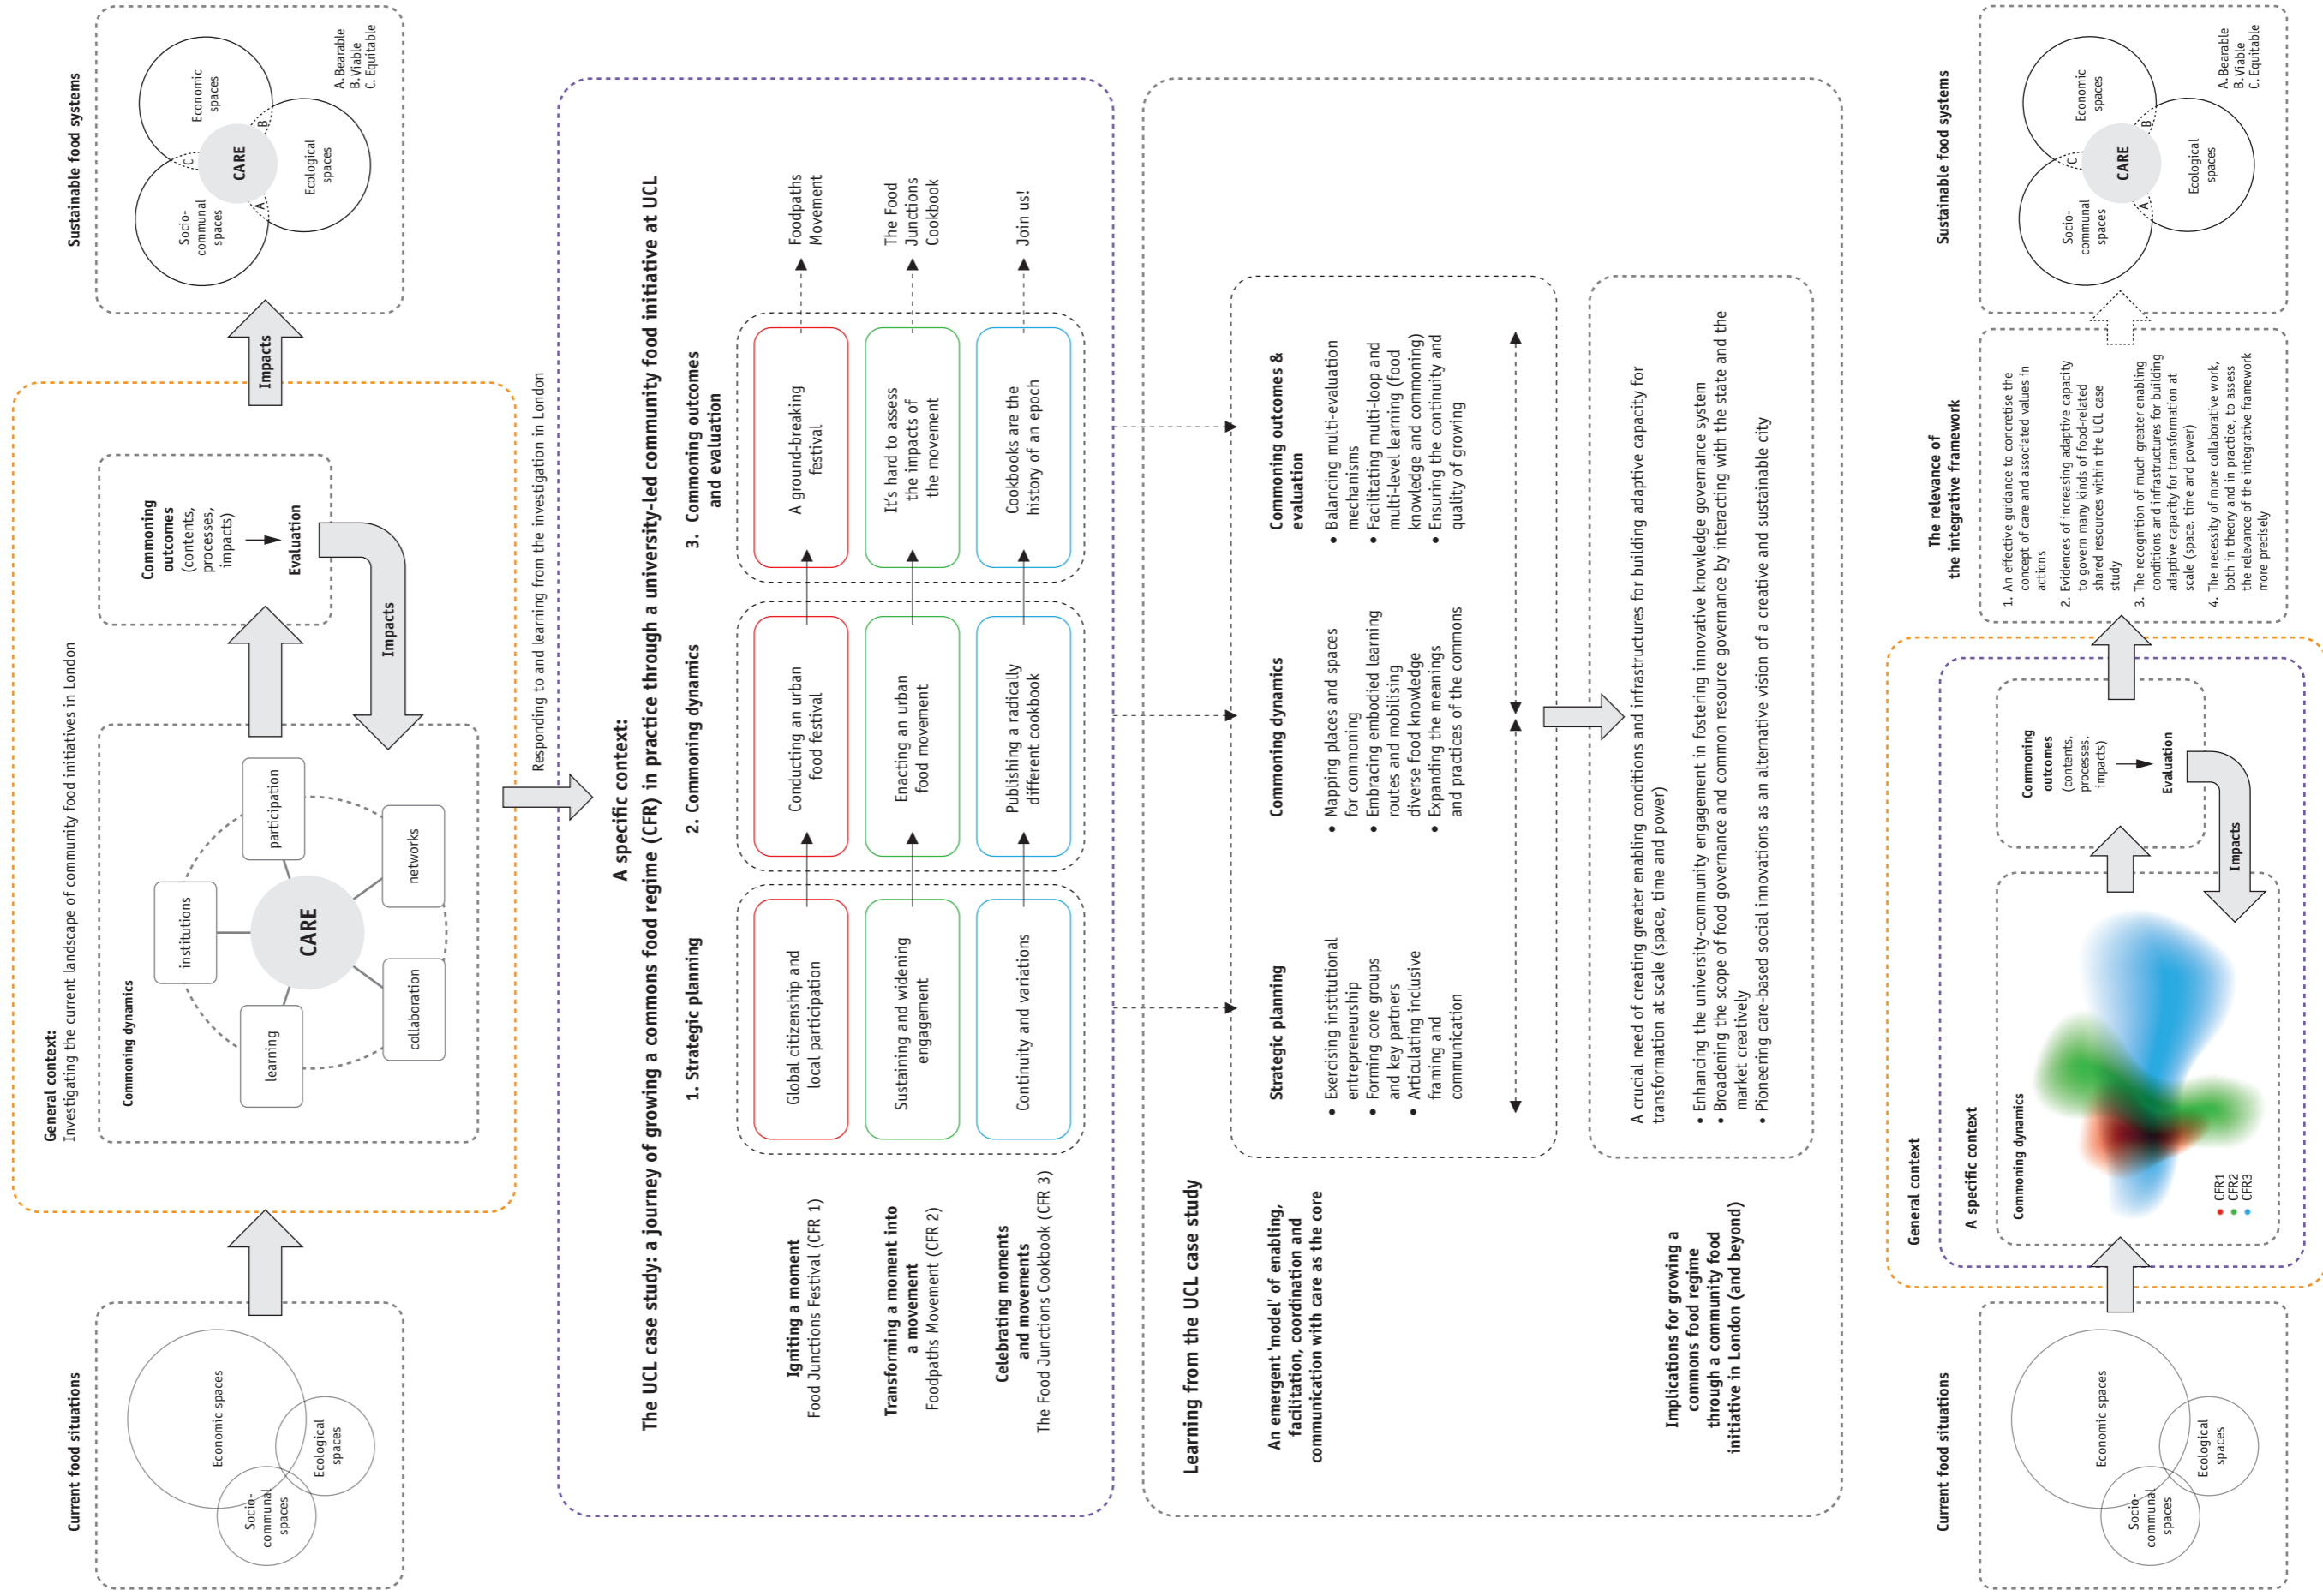 Current food situations
Economic spaces
Socio-
communal
spaces
Ecological
spaces
General context:
Investigating the current landscape of community food initiatives in London
Commoning dynamics
learning
institutions
participation
networks
collaboration
CARE
Commoning
outcomes
(contents,
processes,
impacts)
Evaluation
Impacts
Impacts
Sustainable food systems
Socio-
communal
spaces
Economic
spaces
Ecological
spaces
CARE
A
B
C
A. Bearable
B. Viable
C. Equitable
Responding to and learning from the investigation in London
A specific context:
The UCL case study: a journey of growing a commons food regime (CFR) in practice through a university-led community food initiative at UCL
1. Strategic planning
2. Commoning dynamics
3. Commoning outcomes
and evaluation
Igniting a moment
Food Junctions Festival (CFR 1)
Global citizenship and
local participation
Conducting an urban
food festival
A ground-breaking
festival
Foodpaths
Movement
Transforming a moment into
a movement
Foodpaths Movement (CFR 2)
Sustaining and widening
engagement
Enacting an urban
food movement
It's hard to assess
the impacts of
the movement
The Food
Junctions
Cookbook
Celebrating moments
and movements
The Food Junctions Cookbook (CFR 3)
Continuity and variations
Publishing a radically
different cookbook
Cookbooks are the
history of an epoch
Join us!
Learning from the UCL case study
An emergent 'model' of enabling,
facilitation, coordination and
communication with care as the core
Strategic planning
• Exercising institutional
entrepreneurship
• Forming core groups
and key partners
• Articulating inclusive
framing and
communication
Commoning dynamics
• Mapping places and spaces
for commoning
• Embracing embodied learning
routes and mobilising
diverse food knowledge
• Expanding the meanings
and practices of the commons
Commoning outcomes &
evaluation
• Balancing multi-evaluation
mechanisms
• Facilitating multi-loop and
multi-level learning (food
knowledge and commoning)
• Ensuring the continuity and
quality of growing
Implications for growing a
commons food regime
through a community food
initiative in London (and beyond)
A crucial need of creating greater enabling conditions and infrastructures for building adaptive capacity for
transformation at scale (space, time and power)
• Enhancing the university-community engagement in fostering innovative knowledge governance system
• Broadening the scope of food governance and common resource governance by interacting with the state and the
market creatively
• Pioneering care-based social innovations as an alternative vision of a creative and sustainable city
Current food situations
Economic spaces
Socio-
communal
spaces
Ecological
spaces
General context
A specific context
Commoning dynamics
CFR1
CFR2
CFR3
Commoning
outcomes
(contents,
processes,
impacts)
Evaluation
Impacts
The relevance of
the integrative framework
1. An effective guidance to concretise the
concept of care and associated values in
actions
2. Evidences of increasing adaptive capacity
to govern many kinds of food-related
shared resources within the UCL case
study
3. The recognition of much greater enabling
conditions and infrastructures for building
adaptive capacity for transformation at
scale (space, time and power)
4. The necessity of more collaborative work,
both in theory and in practice, to assess
the relevance of the integrative framework
more precisely
Sustainable food systems
Socio-
communal
spaces
Economic
spaces
Ecological
spaces
CARE
A
B
C
A. Bearable
B. Viable
C. Equitable